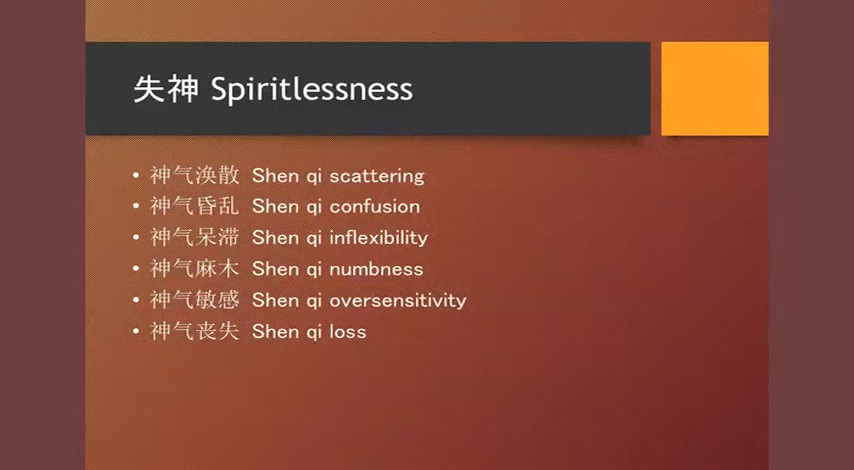 失神 Spiritlessness
• 神气涣散 Shen qi scattering
• 神气昏乱 Shen qi confusion
• 神气呆滞 Shen qi inflexibility
• 神气麻木 Shen qi numbness
• 神气敏感 Shen qi oversensitivity
• 神气丧失 Shen qi loss